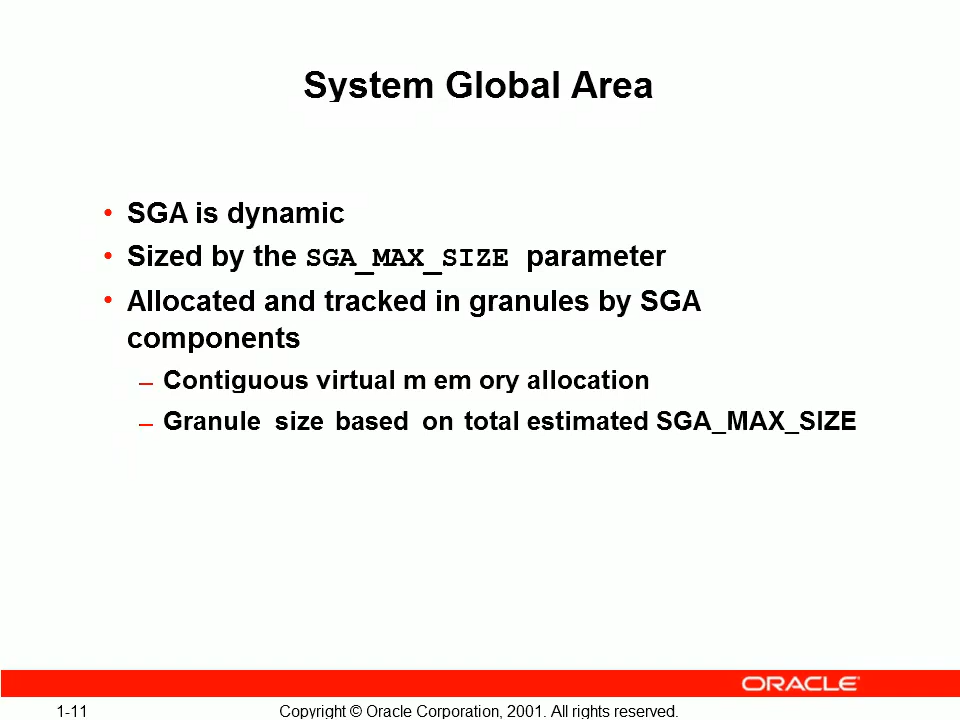 System Global Area
• SGA is dynamic
• Sized by the SGA_MAX_SIZE parameter
• Allocated and tracked in granules by SGA
components
– Contiguous virtual m em ory allocation
– Granule size based on total estimated SGA_MAX_SIZE
ORACLE®
1-11 Copyright © Oracle Corporation, 2001. All rights reserved.